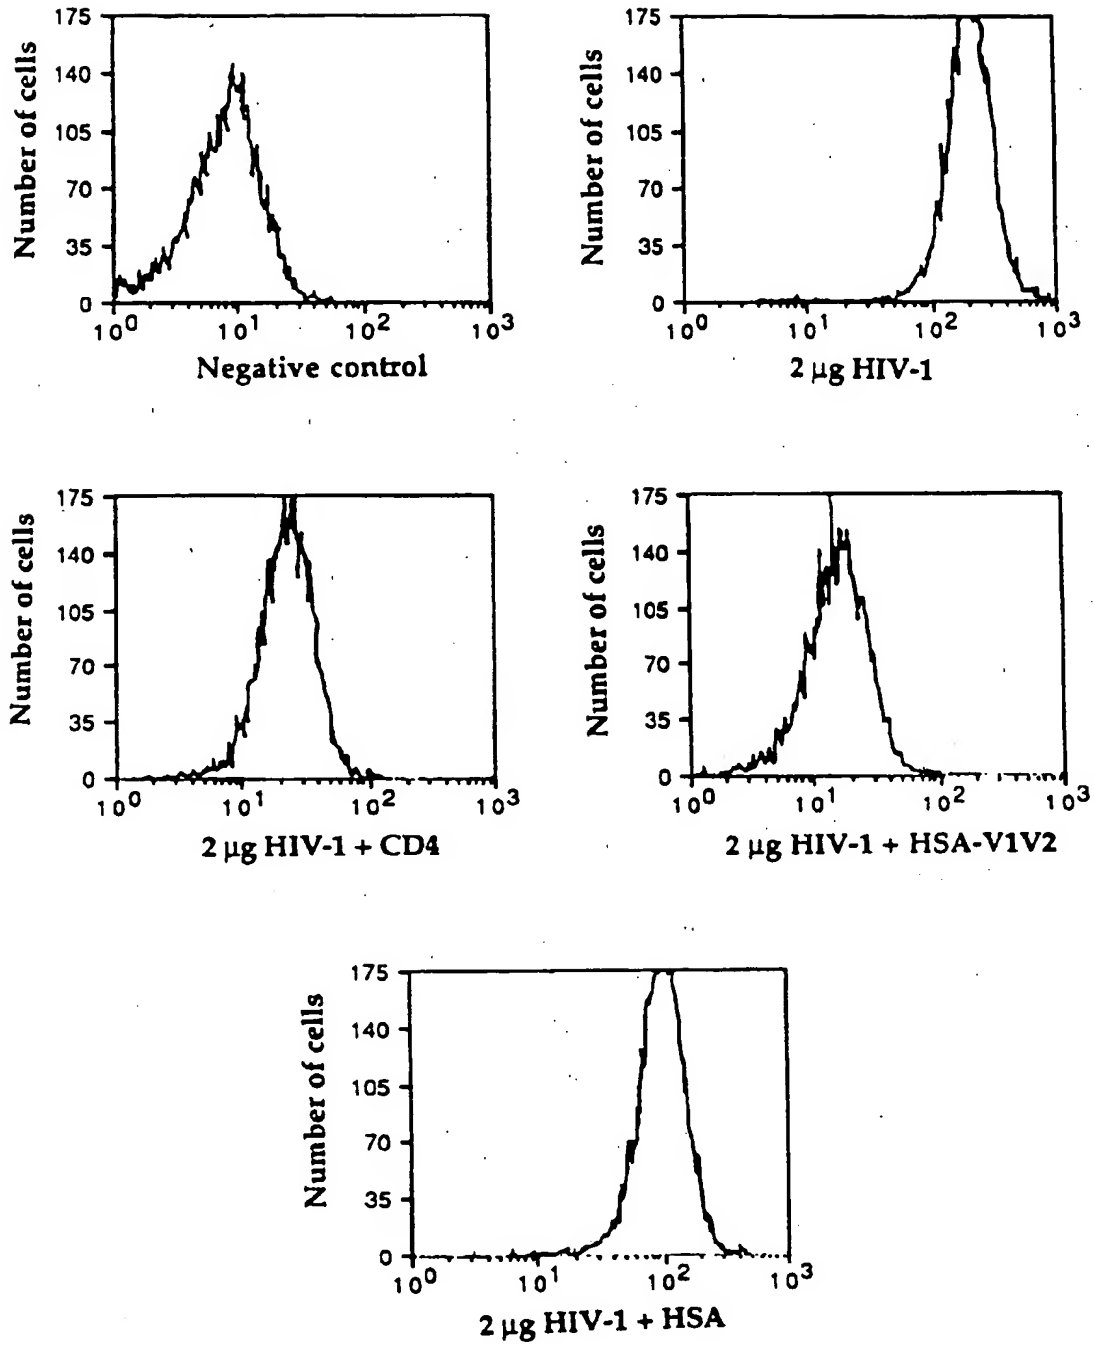 175
140
105
70
35
0
Number of cells
10⁰ 10¹ 10² 10³
Negative control
175
140
105
70
35
0
Number of cells
10⁰ 10¹ 10² 10³
2 µg HIV-1
175
140
105
70
35
0
Number of cells
10⁰ 10¹ 10² 10³
2 µg HIV-1 + CD4
175
140
105
70
35
0
Number of cells
10⁰ 10¹ 10² 10³
2 µg HIV-1 + HSA-V1V2
175
140
105
70
35
0
Number of cells
10⁰ 10¹ 10² 10³
2 µg HIV-1 + HSA